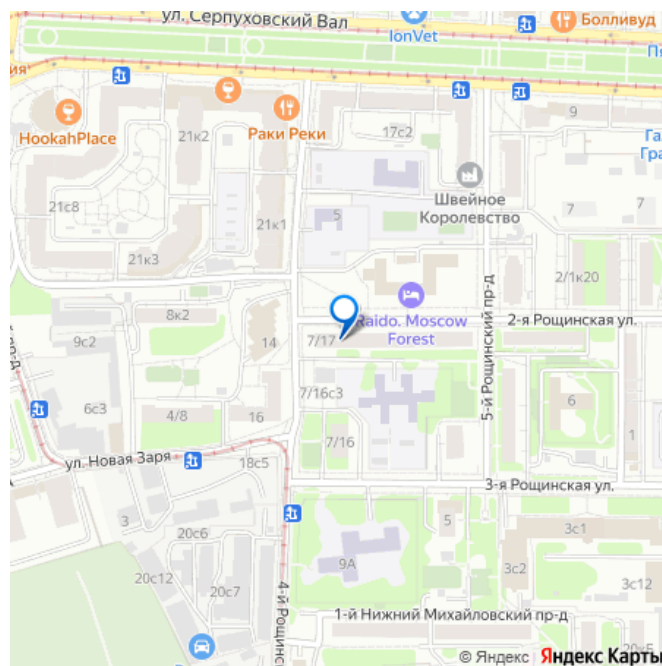 ул. Серпуховский Вал
IonVet
Болливуд
HookahPlace
Раки Реки
21к2
17с2
9
Швейное
Королевство
21с8
21к1
5
7
7
21к3
2/1к20
5-й Рощинский пр-д
2-я Рощинская ул.
8к2
Raido. Moscow
Forest
7/17
9с2
14
7/16с3
6с3
4/8
16
6
7/16
1
ул. Новая Заря
18с5
3-я Рощинская ул.
3
20с6
5
3с1
9А
3с2
20с12
20с7
3с12
4-й Рощинс
1-й Нижний Михайловский пр-д
© Яндекс Яндекс Карты